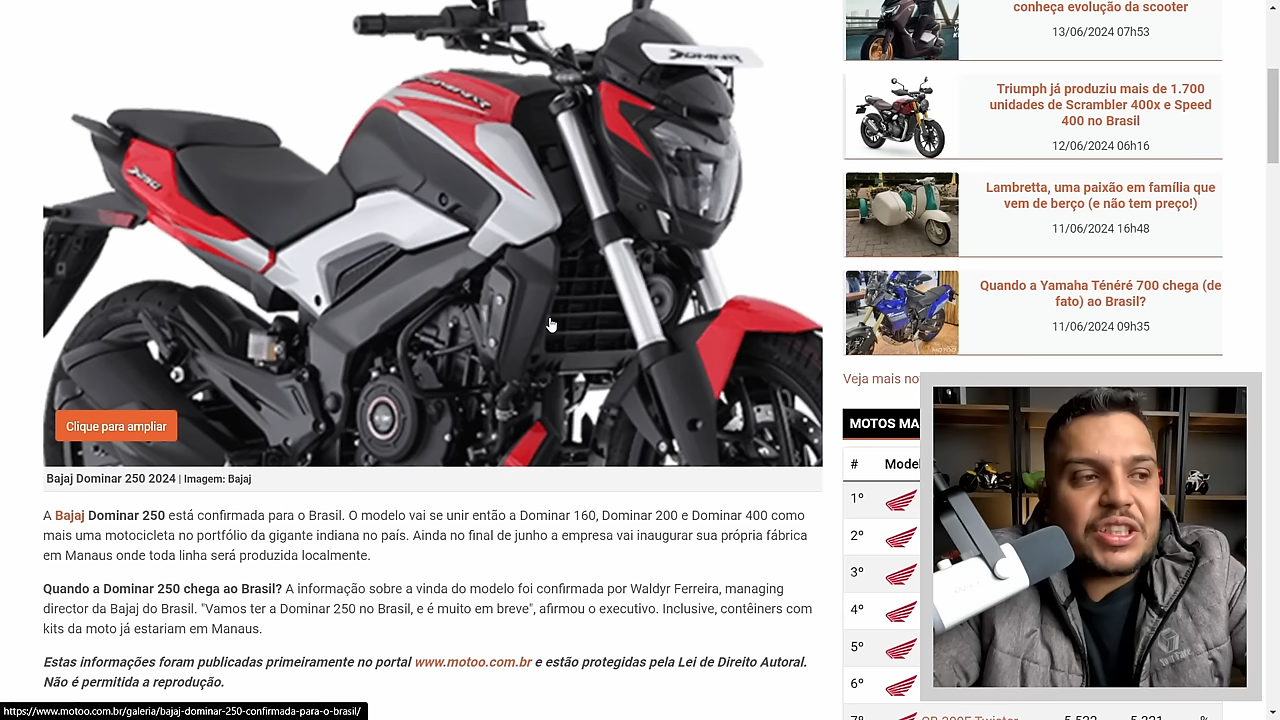 DOMINAR
250
Clique para ampliar
Bajaj Dominar 250 2024 | Imagem: Bajaj
A Bajaj Dominar 250 está confirmada para o Brasil. O modelo vai se unir então a Dominar 160, Dominar 200 e Dominar 400 como
mais uma motocicleta no portfólio da gigante indiana no país. Ainda no final de junho a empresa vai inaugurar sua própria fábrica
em Manaus onde toda linha será produzida localmente.
Quando a Dominar 250 chega ao Brasil? A informação sobre a vinda do modelo foi confirmada por Waldyr Ferreira, managing
director da Bajaj do Brasil. "Vamos ter a Dominar 250 no Brasil, e é muito em breve", afirmou o executivo. Inclusive, contêiners com
kits da moto já estariam em Manaus.
Estas informações foram publicadas primeiramente no portal www.motoo.com.br e estão protegidas pela Lei de Direito Autoral.
Não é permitida a reprodução.
https://www.motoo.com.br/galeria/bajaj-dominar-250-confirmada-para-o-brasil/
conheça evolução da scooter
13/06/2024 07h53
Triumph já produziu mais de 1.700
unidades de Scrambler 400x e Speed
400 no Brasil
12/06/2024 06h16
Lambretta, uma paixão em família que
vem de berço (e não tem preço!)
11/06/2024 16h48
Quando a Yamaha Ténéré 700 chega (de
fato) ao Brasil?
11/06/2024 09h35
MOTOO
Veja mais no
MOTOS MA
# Model
1º
2º
3º
4º
5º
6º